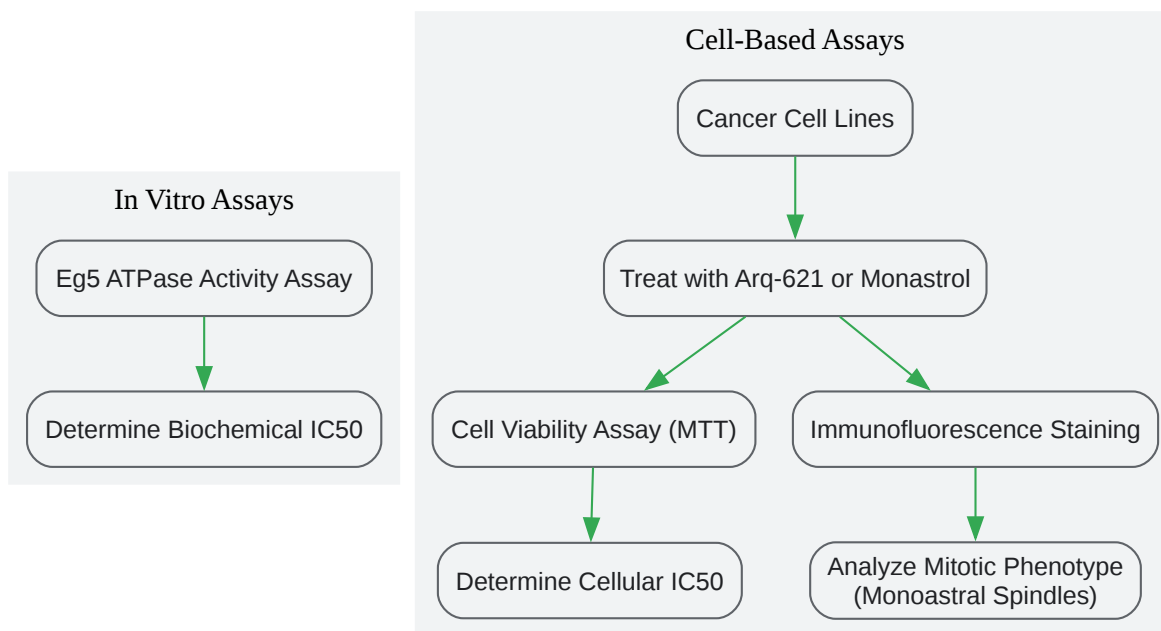 In Vitro Assays
Eg5 ATPase Activity Assay
Determine Biochemical IC50
Cell-Based Assays
Cancer Cell Lines
Treat with Arq-621 or Monastrol
Cell Viability Assay (MTT)
Immunofluorescence Staining
Determine Cellular IC50
Analyze Mitotic Phenotype
(Monoastral Spindles)